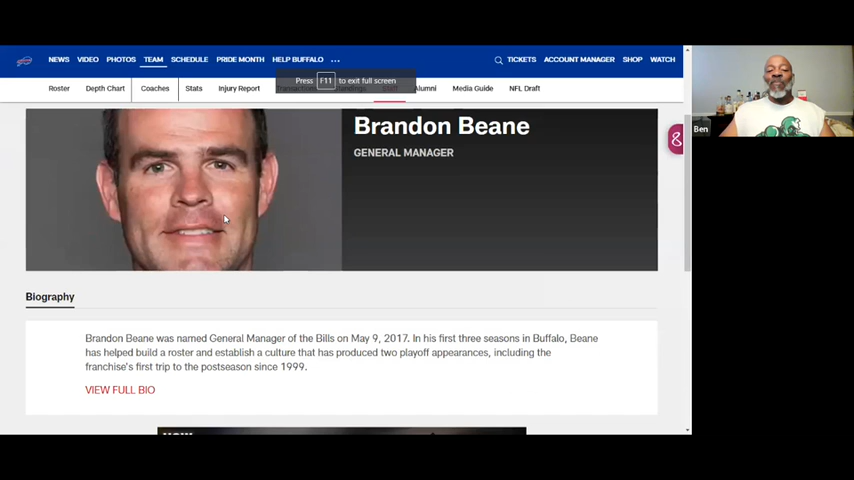 NEWS VIDEO PHOTOS TEAM SCHEDULE PRIDE MONTH HELP BUFFALO ... TICKETS ACCOUNT MANAGER SHOP WATCH
Press F11 to exit full screen
Roster Depth Chart Coaches Stats Injury Report Transactions Standings Staff Alumni Media Guide NFL Draft
Brandon Beane
GENERAL MANAGER
Ben
Biography
Brandon Beane was named General Manager of the Bills on May 9, 2017. In his first three seasons in Buffalo, Beane
has helped build a roster and establish a culture that has produced two playoff appearances, including the
franchise's first trip to the postseason since 1999.
VIEW FULL BIO